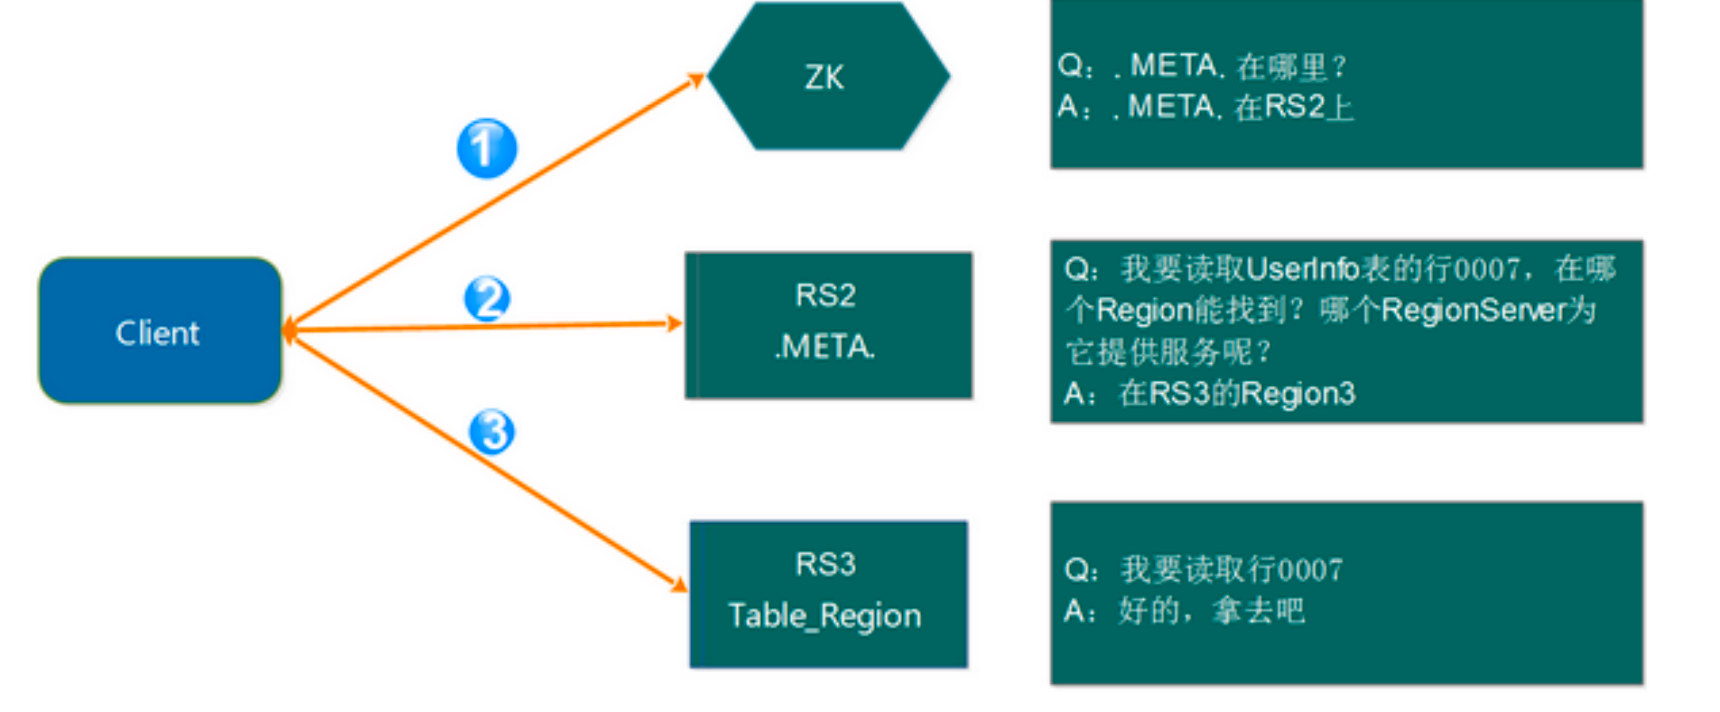 ZK
Q：.META.在哪里？
A：.META.在RS2上
1
Client
2
RS2
.META.
Q：我要读取UserInfo表的行0007，在哪
个Region能找到？哪个RegionServer为
它提供服务呢？
A：在RS3的Region3
3
RS3
Table_Region
Q：我要读取行0007
A：好的，拿去吧